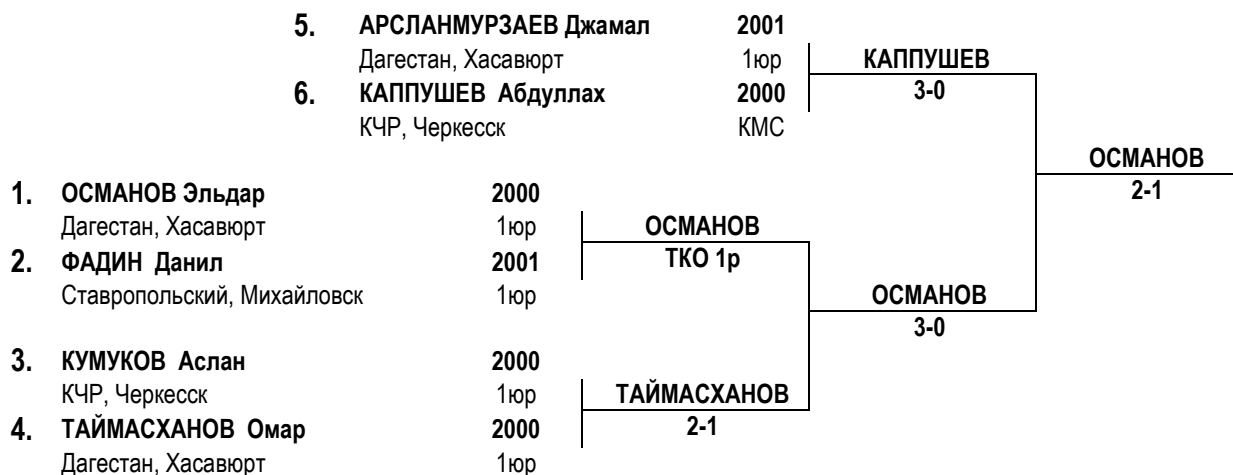 5. АРСЛАНМУРЗАЕВ Джамал 2001
Дагестан, Хасавюрт 1юр КАППУШЕВ
6. КАППУШЕВ Абдуллах 2000 3-0
КЧР, Черкесск КМС
ОСМАНОВ
1. ОСМАНОВ Эльдар 2000 2-1
Дагестан, Хасавюрт 1юр ОСМАНОВ
2. ФАДИН Данил 2001 ТКО 1р
Ставропольский, Михайловск 1юр ОСМАНОВ
3-0
3. КУМУКОВ Аслан 2000
КЧР, Черкесск 1юр ТАЙМАСХАНОВ
4. ТАЙМАСХАНОВ Омар 2000 2-1
Дагестан, Хасавюрт 1юр